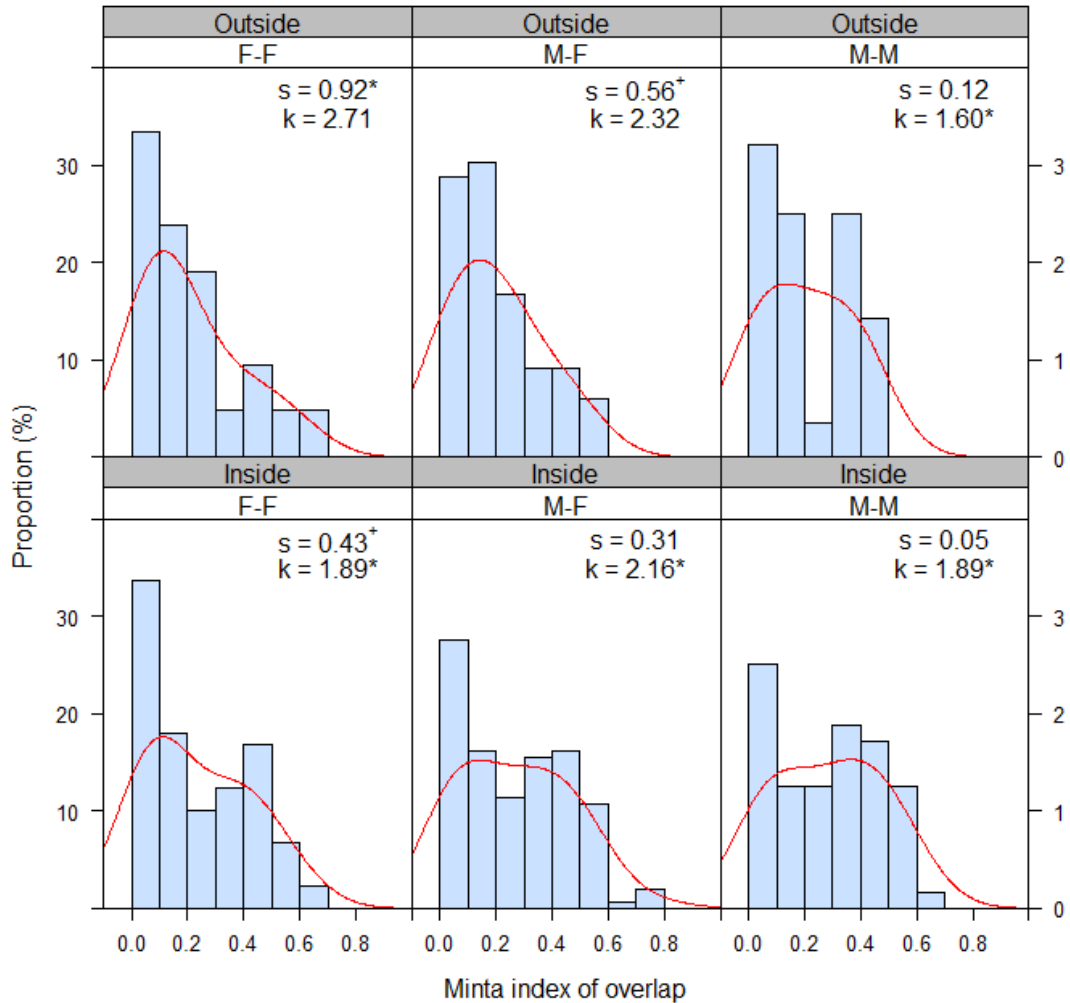 Outside Outside Outside
F-F M-F M-M
s = 0.92* s = 0.56+ s = 0.12
k = 2.71 k = 2.32 k = 1.60*
30 3
20 2
10 1
0
Inside Inside Inside
F-F M-F M-M
s = 0.43+ s = 0.31 s = 0.05
k = 1.89* k = 2.16* k = 1.89*
30 3
20 2
10 1
0
0.0 0.2 0.4 0.6 0.8 0.0 0.2 0.4 0.6 0.8 0.0 0.2 0.4 0.6 0.8
Proportion (%)
Minta index of overlap